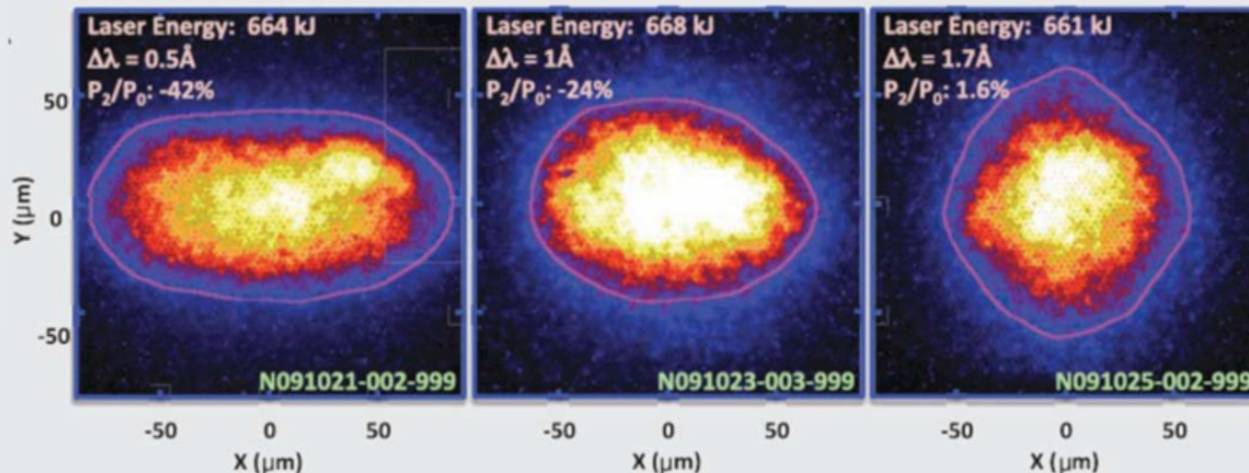 Laser Energy: 664 kJ
Δλ = 0.5Å
P₂/P₀: -42%
N091021-002-999
Laser Energy: 668 kJ
Δλ = 1Å
P₂/P₀: -24%
N091023-003-999
Laser Energy: 661 kJ
Δλ = 1.7Å
P₂/P₀: 1.6%
N091025-002-999
Y (μm)
50
0
-50
-50 0 50
X (μm)
-50 0 50
X (μm)
-50 0 50
X (μm)